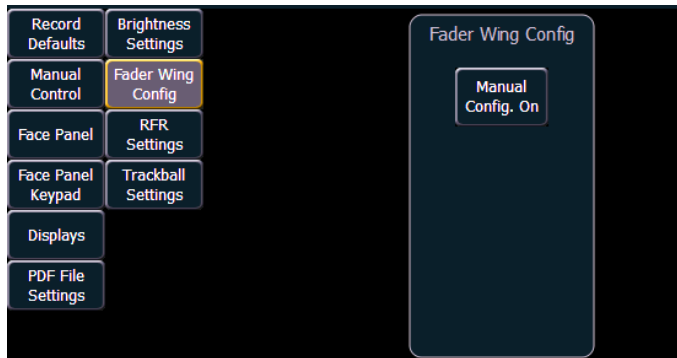 Record
Defaults
Brightness
Settings
Fader Wing Config
Manual
Control
Fader Wing
Config
Manual
Config. On
Face Panel
RFR
Settings
Face Panel
Keypad
Trackball
Settings
Displays
PDF File
Settings